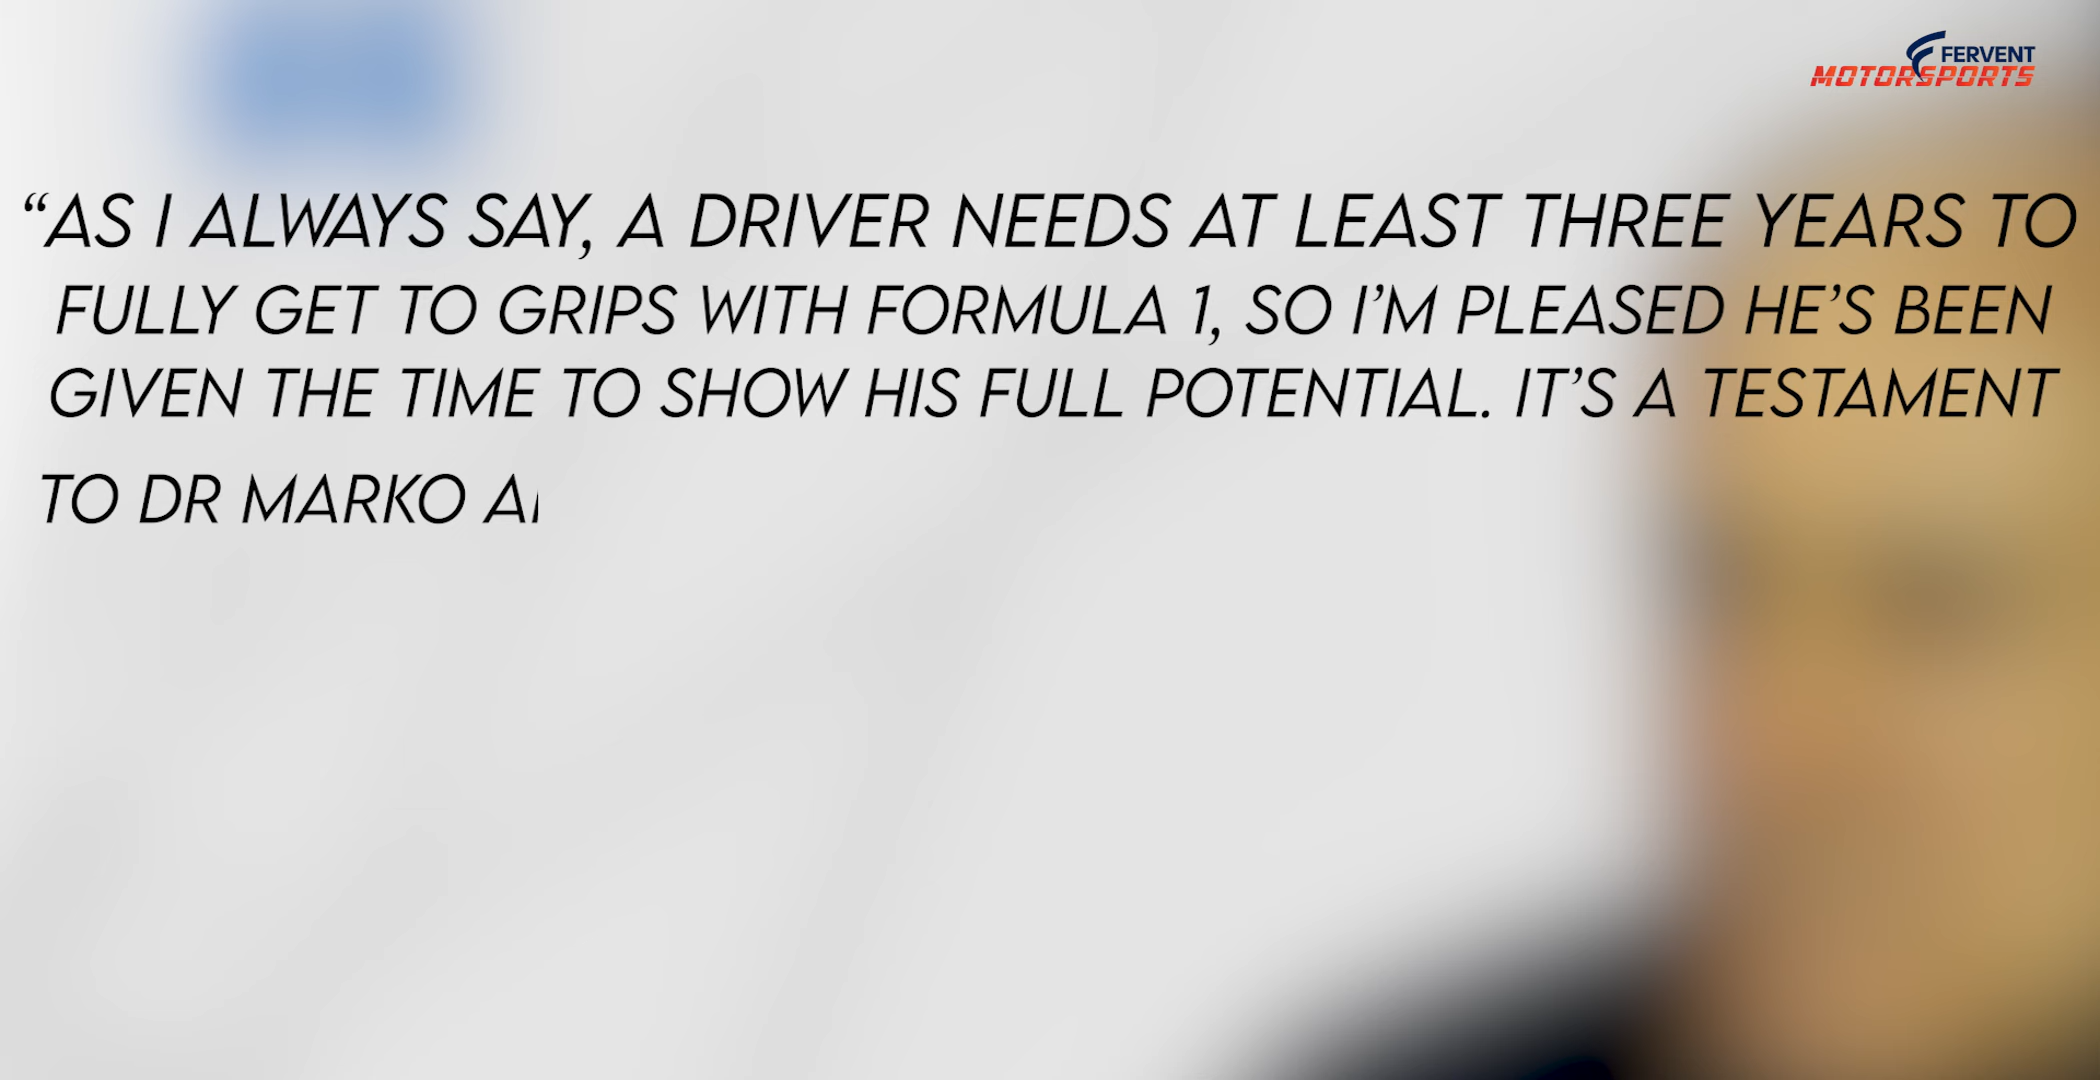 FERVENT
MOTORSPORTS
“AS I ALWAYS SAY, A DRIVER NEEDS AT LEAST THREE YEARS TO
FULLY GET TO GRIPS WITH FORMULA 1, SO I’M PLEASED HE’S BEEN
GIVEN THE TIME TO SHOW HIS FULL POTENTIAL. IT’S A TESTAMENT
TO DR MARKO